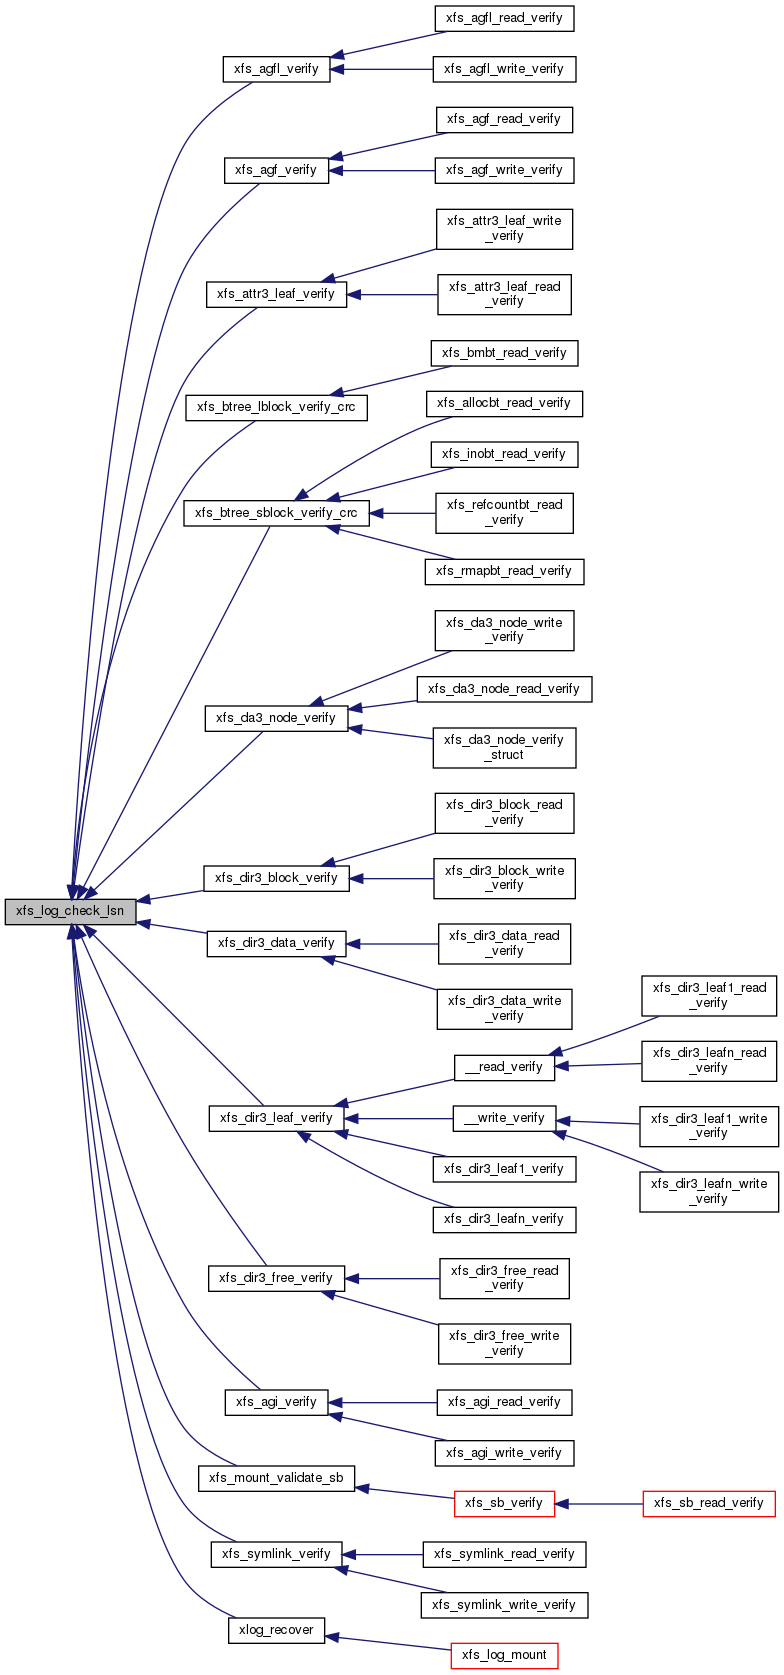 xfs_agfl_read_verify
xfs_agfl_verify
xfs_agfl_write_verify
xfs_agf_read_verify
xfs_agf_verify
xfs_agf_write_verify
xfs_attr3_leaf_write
_verify
xfs_attr3_leaf_verify
xfs_attr3_leaf_read
_verify
xfs_bmbt_read_verify
xfs_btree_lblock_verify_crc
xfs_allocbt_read_verify
xfs_inobt_read_verify
xfs_btree_sblock_verify_crc
xfs_refcountbt_read
_verify
xfs_rmapbt_read_verify
xfs_da3_node_write
_verify
xfs_da3_node_read_verify
xfs_da3_node_verify
xfs_da3_node_verify
_struct
xfs_dir3_block_read
_verify
xfs_dir3_block_verify
xfs_dir3_block_write
_verify
xfs_log_check_lsn
xfs_dir3_data_verify
xfs_dir3_data_read
_verify
xfs_dir3_data_write
_verify
xfs_dir3_leaf1_read
_verify
__read_verify
xfs_dir3_leafn_read
_verify
xfs_dir3_leaf_verify
__write_verify
xfs_dir3_leaf1_write
_verify
xfs_dir3_leaf1_verify
xfs_dir3_leafn_write
_verify
xfs_dir3_leafn_verify
xfs_dir3_free_verify
xfs_dir3_free_read
_verify
xfs_dir3_free_write
_verify
xfs_agi_verify
xfs_agi_read_verify
xfs_agi_write_verify
xfs_mount_validate_sb
xfs_sb_verify
xfs_sb_read_verify
xfs_symlink_verify
xfs_symlink_read_verify
xfs_symlink_write_verify
xlog_recover
xfs_log_mount